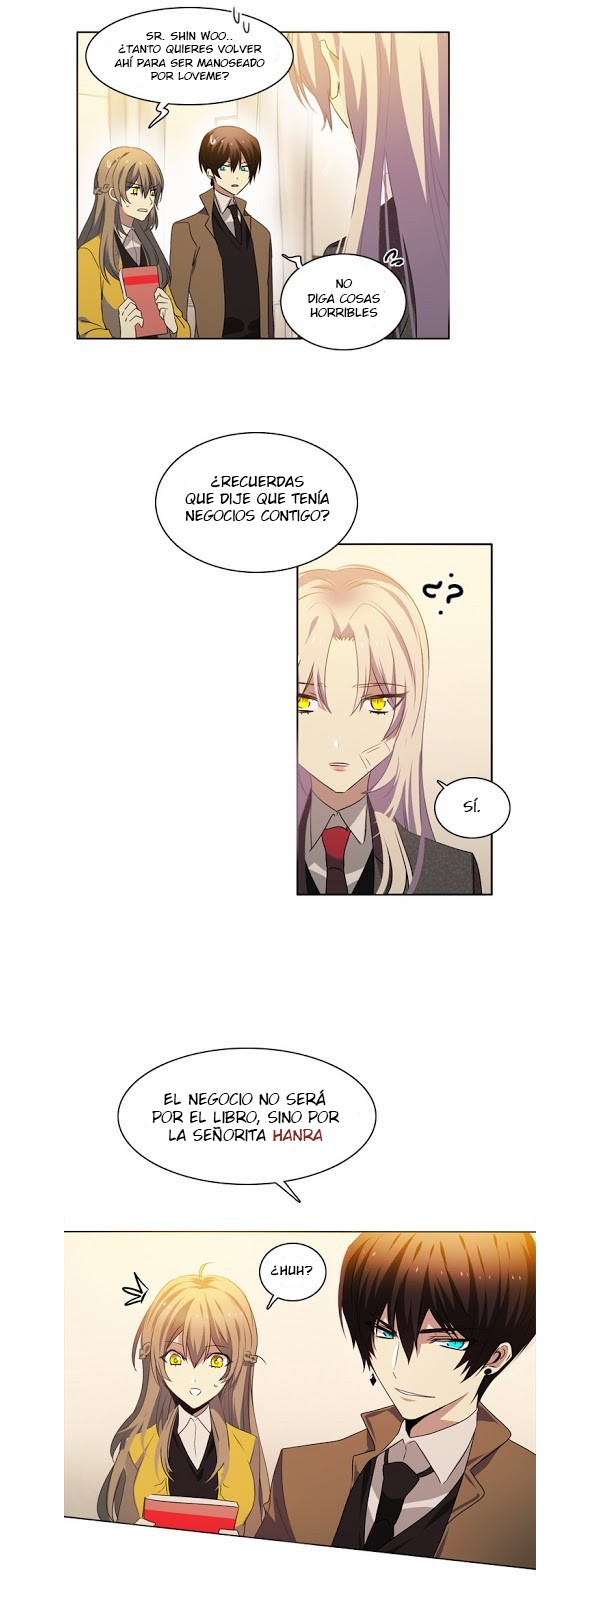 SR. SHIN WOO..
¿TANTO QUIERES VOLVER
AHÍ PARA SER MANOSEADO
POR LOVEME?
NO
DIGA COSAS
HORRIBLES
¿RECUERDAS
QUE DIJE QUE TENÍA
NEGOCIOS CONTIGO?
?
SÍ.
EL NEGOCIO NO SERÁ
POR EL LIBRO, SINO POR
LA SEÑORITA HANRA
¿HUH?